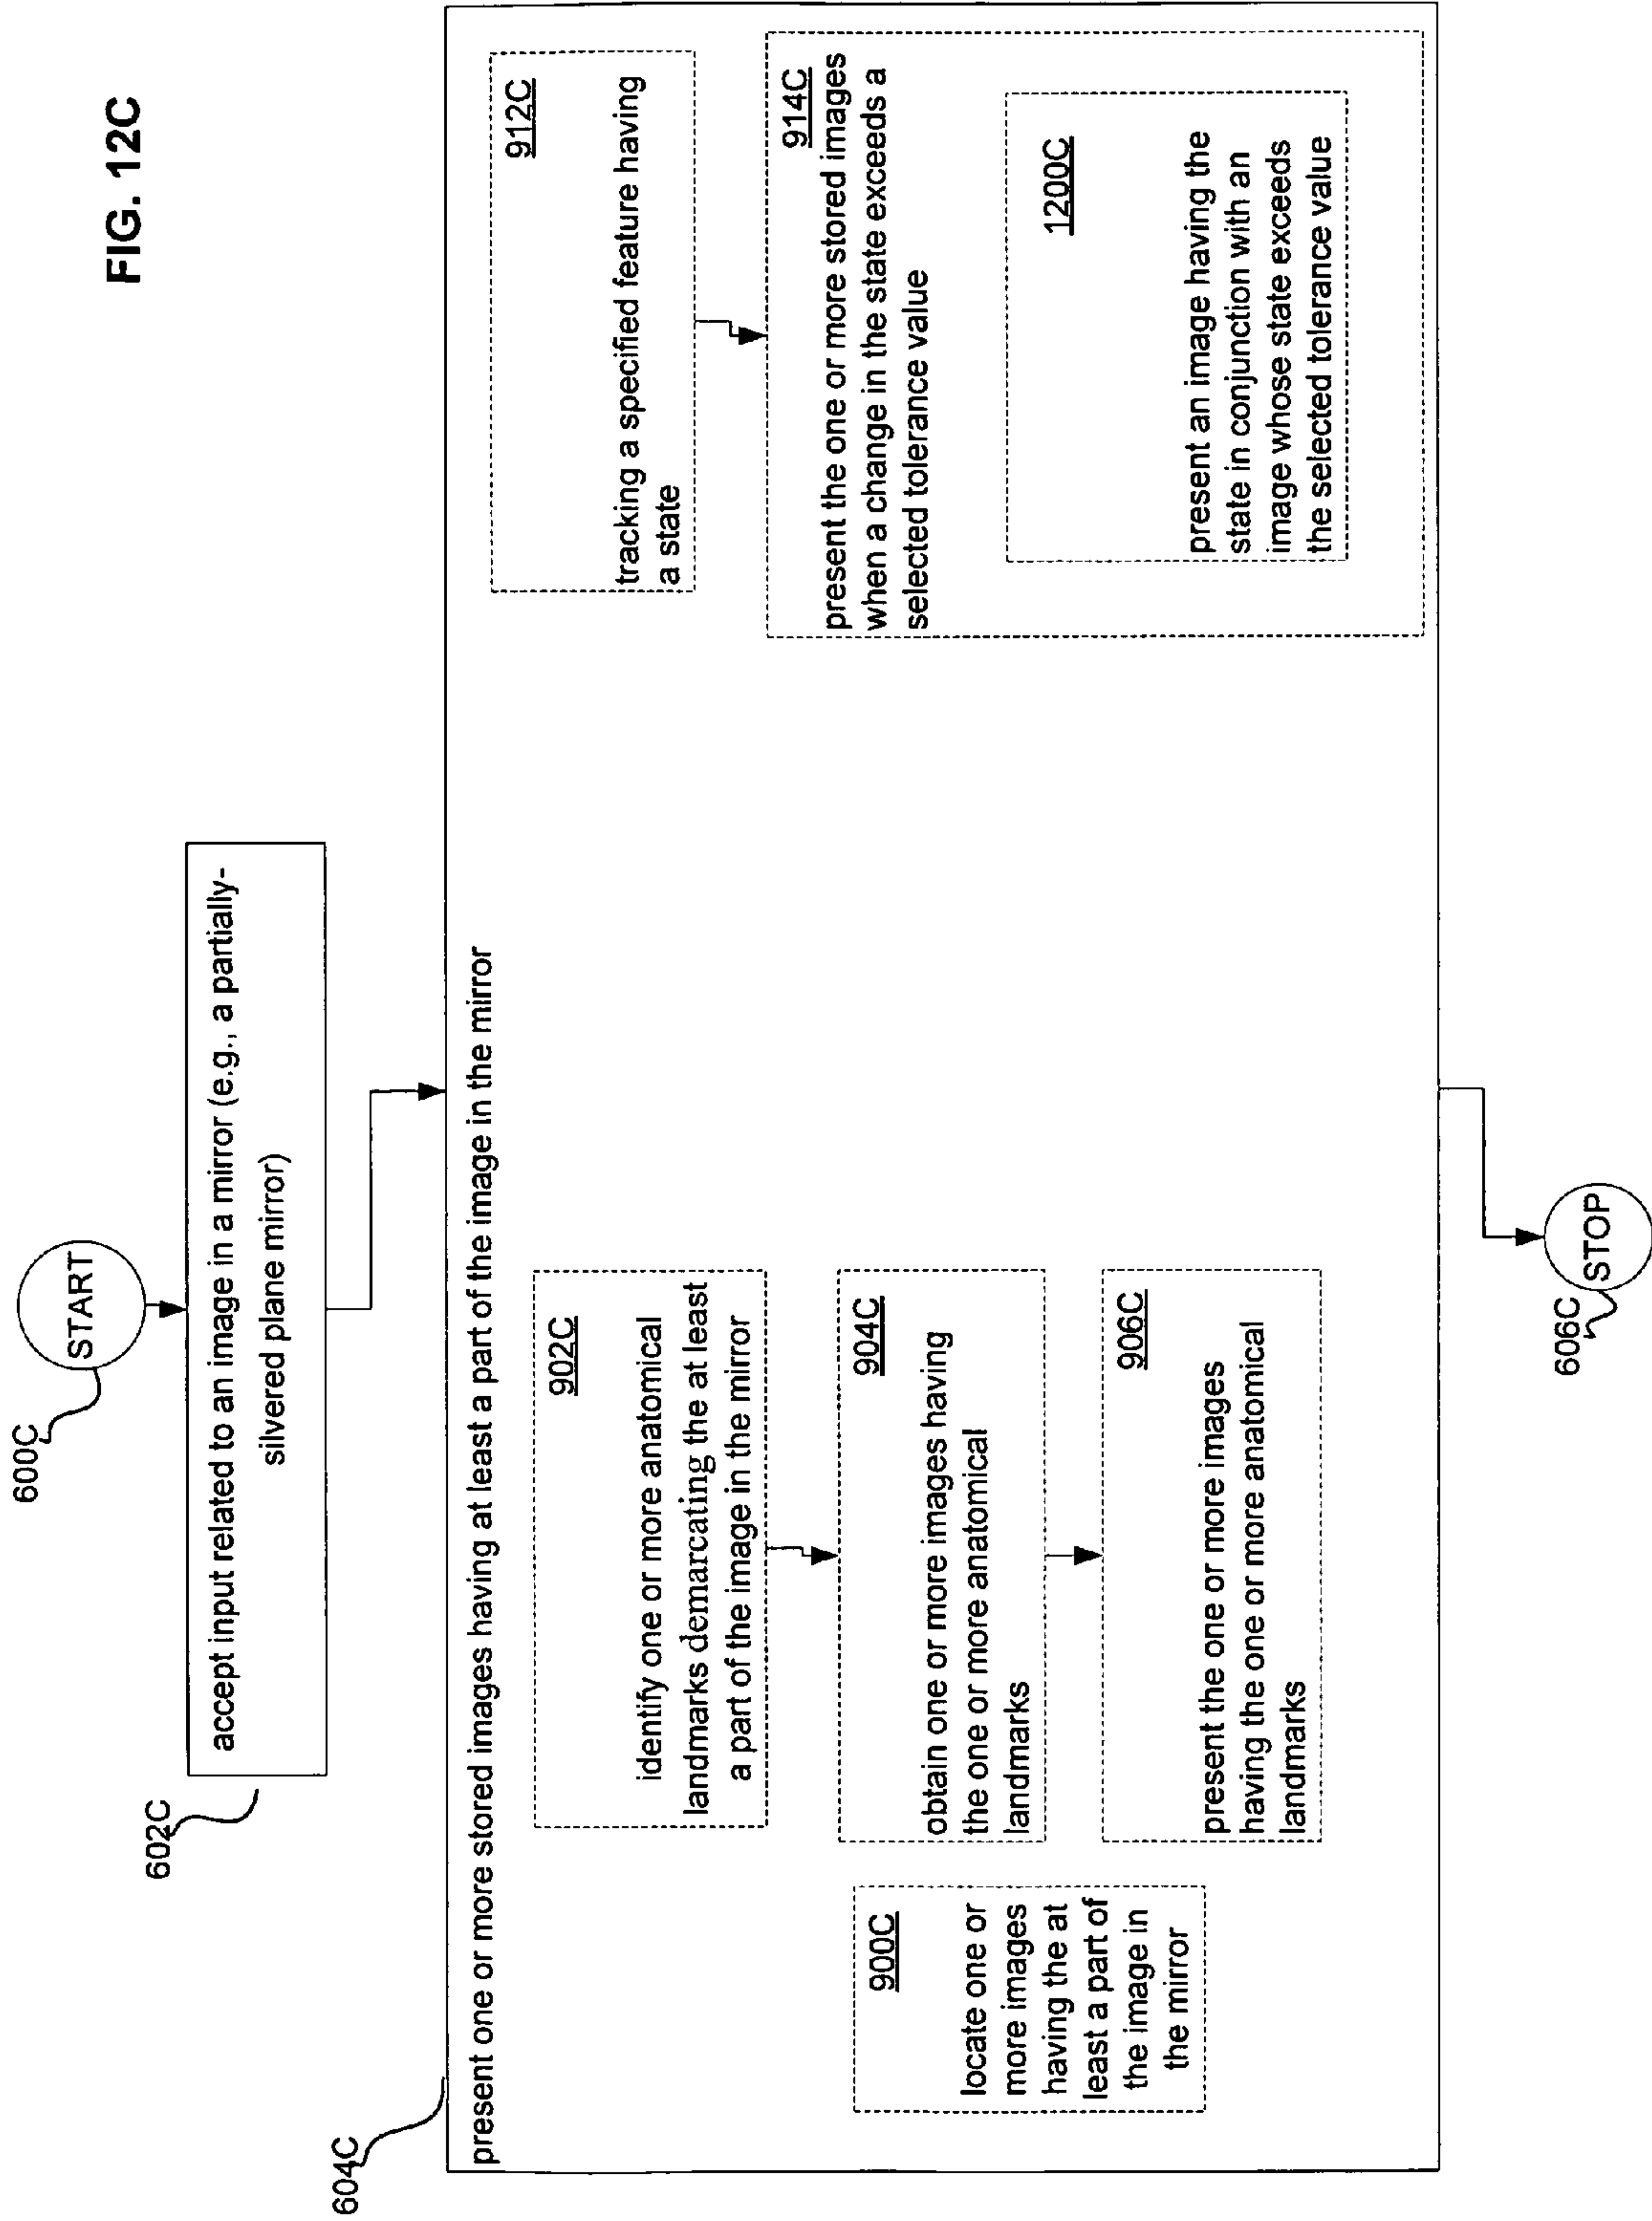 FIG. 12C
600C
START
602C
accept input related to an image in a mirror (e.g., a partially-
silvered plane mirror)
604C
present one or more stored images having at least a part of the image in the mirror
900C
locate one or
more images
having the at
least a part of
the image in
the mirror
902C
identify one or more anatomical
landmarks demarcating the at least
a part of the image in the mirror
904C
obtain one or more images having
the one or more anatomical
landmarks
906C
present the one or more images
having the one or more anatomical
landmarks
912C
tracking a specified feature having
a state
914C
present the one or more stored images
when a change in the state exceeds a
selected tolerance value
1200C
present an image having the
state in conjunction with an
image whose state exceeds
the selected tolerance value
606C
STOP